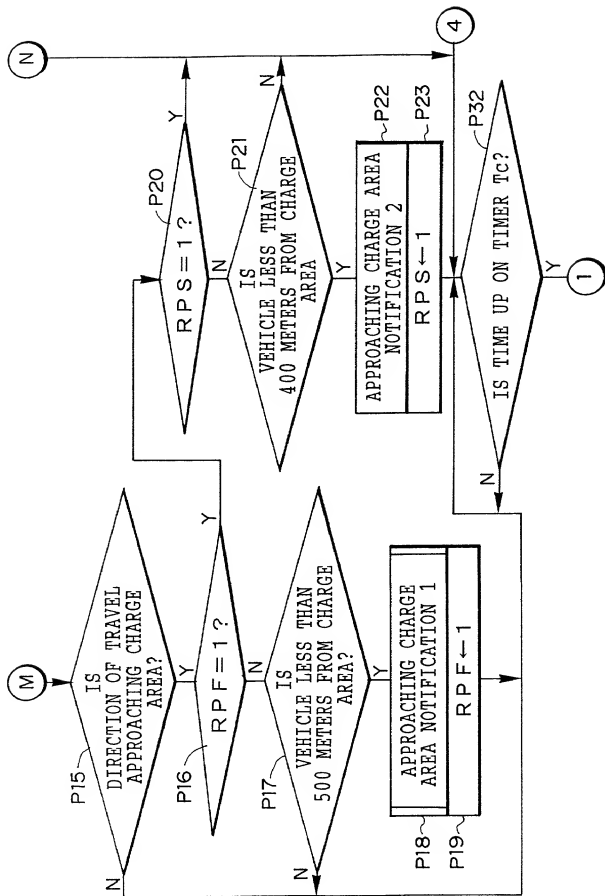 M
P15
IS
DIRECTION OF TRAVEL
APPROACHING CHARGE
AREA?
N
Y
P16
RPF=1?
Y
N
P17
IS
VEHICLE LESS THAN
500 METERS FROM CHARGE
AREA?
N
Y
P18
APPROACHING CHARGE
AREA NOTIFICATION 1
P19
RPF←1
N
P20
RPS=1?
Y
N
P21
IS
VEHICLE LESS THAN
400 METERS FROM CHARGE
AREA
N
Y
P22
APPROACHING CHARGE AREA
NOTIFICATION 2
P23
RPS←1
4
P32
IS TIME UP ON TIMER Tc?
N
Y
1